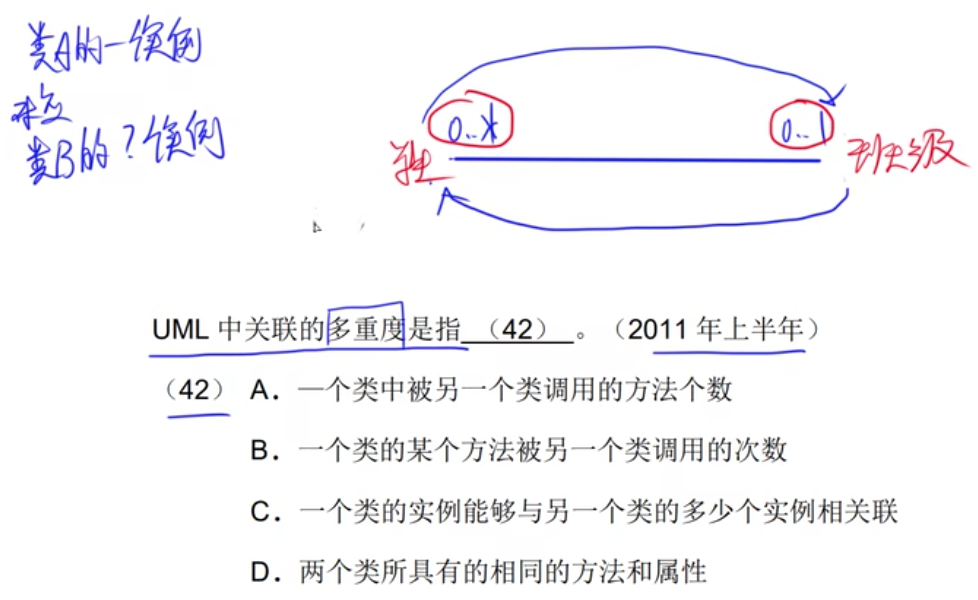 类A的一实例
对应
类B的?实例
0..*
0..1
学生
班级
UML 中关联的多重度是指 (42) 。(2011 年上半年)
(42) A. 一个类中被另一个类调用的方法个数
B. 一个类的某个方法被另一个类调用的次数
C. 一个类的实例能够与另一个类的多少个实例相关联
D. 两个类所具有的相同的方法和属性